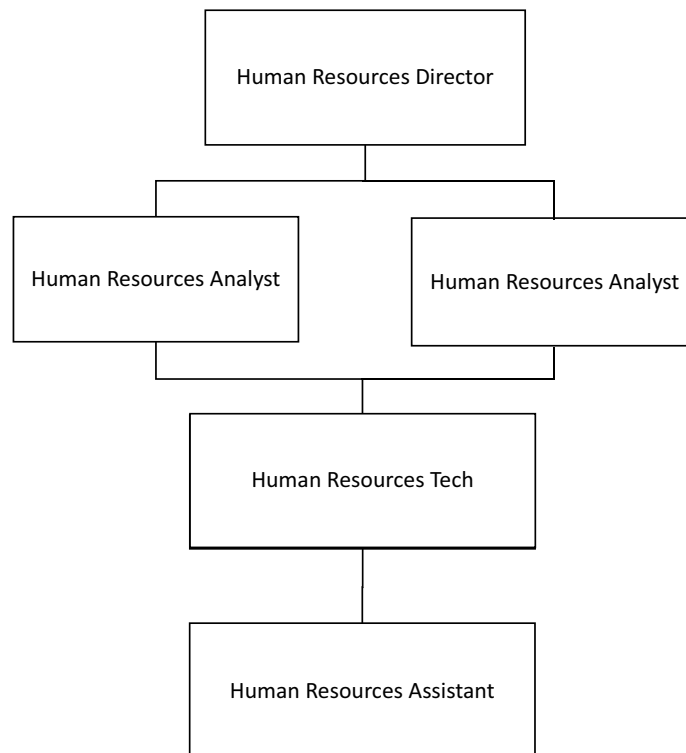 Human Resources Director
Human Resources Analyst
Human Resources Analyst
Human Resources Tech
Human Resources Assistant